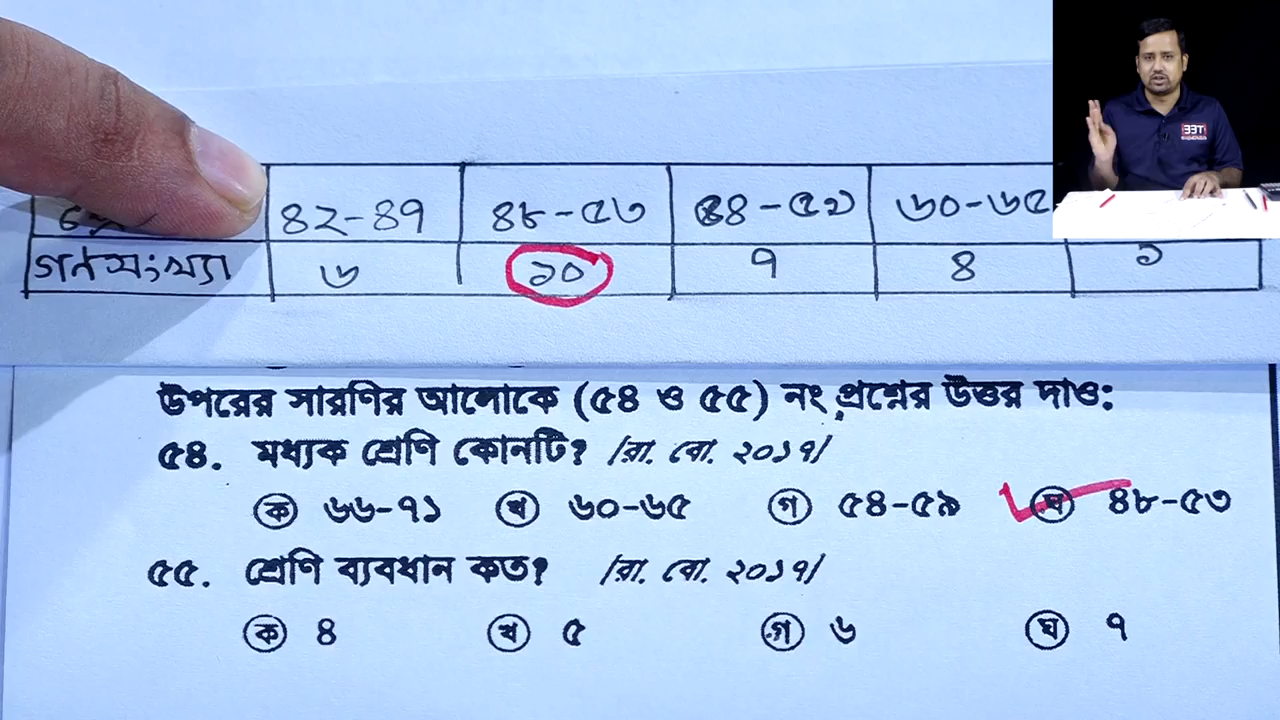 ৪২-৪৭ ৪৮-৫৩ ৫৪-৫৯ ৬০-৬৫
গণসংখ্যা ৬ ১০ ৭ ৪ ১
উপরের সারণির আলোকে (৫৪ ও ৫৫) নং প্রশ্নের উত্তর দাও:
৫৪. মধ্যক শ্রেণি কোনটি? /রা. বো. ২০১৭/
ক ৬৬-৭১ খ ৬০-৬৫ গ ৫৪-৫৯ ঘ ৪৮-৫৩
৫৫. শ্রেণি ব্যবধান কত? /রা. বো. ২০১৭/
ক ৪ খ ৫ গ ৬ ঘ ৭